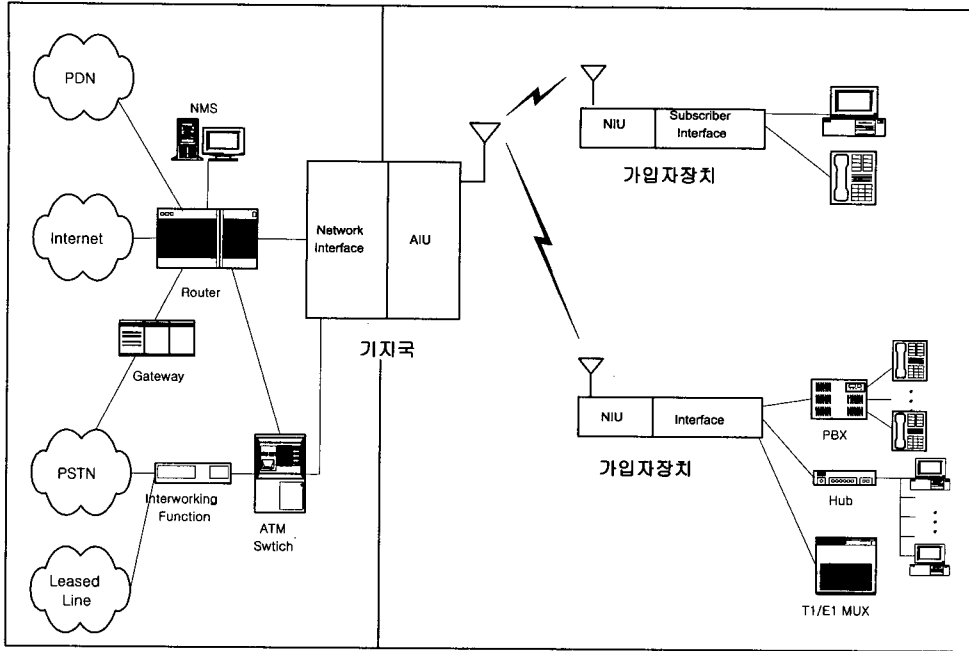 PDN
NMS
Internet
Router
Network
Interface
AIU
기지국
Gateway
PSTN
Interworking
Function
ATM
Swtich
Leased
Line
NIU
Subscriber
Interface
가입자장치
NIU
Interface
가입자장치
PBX
Hub
T1/E1 MUX